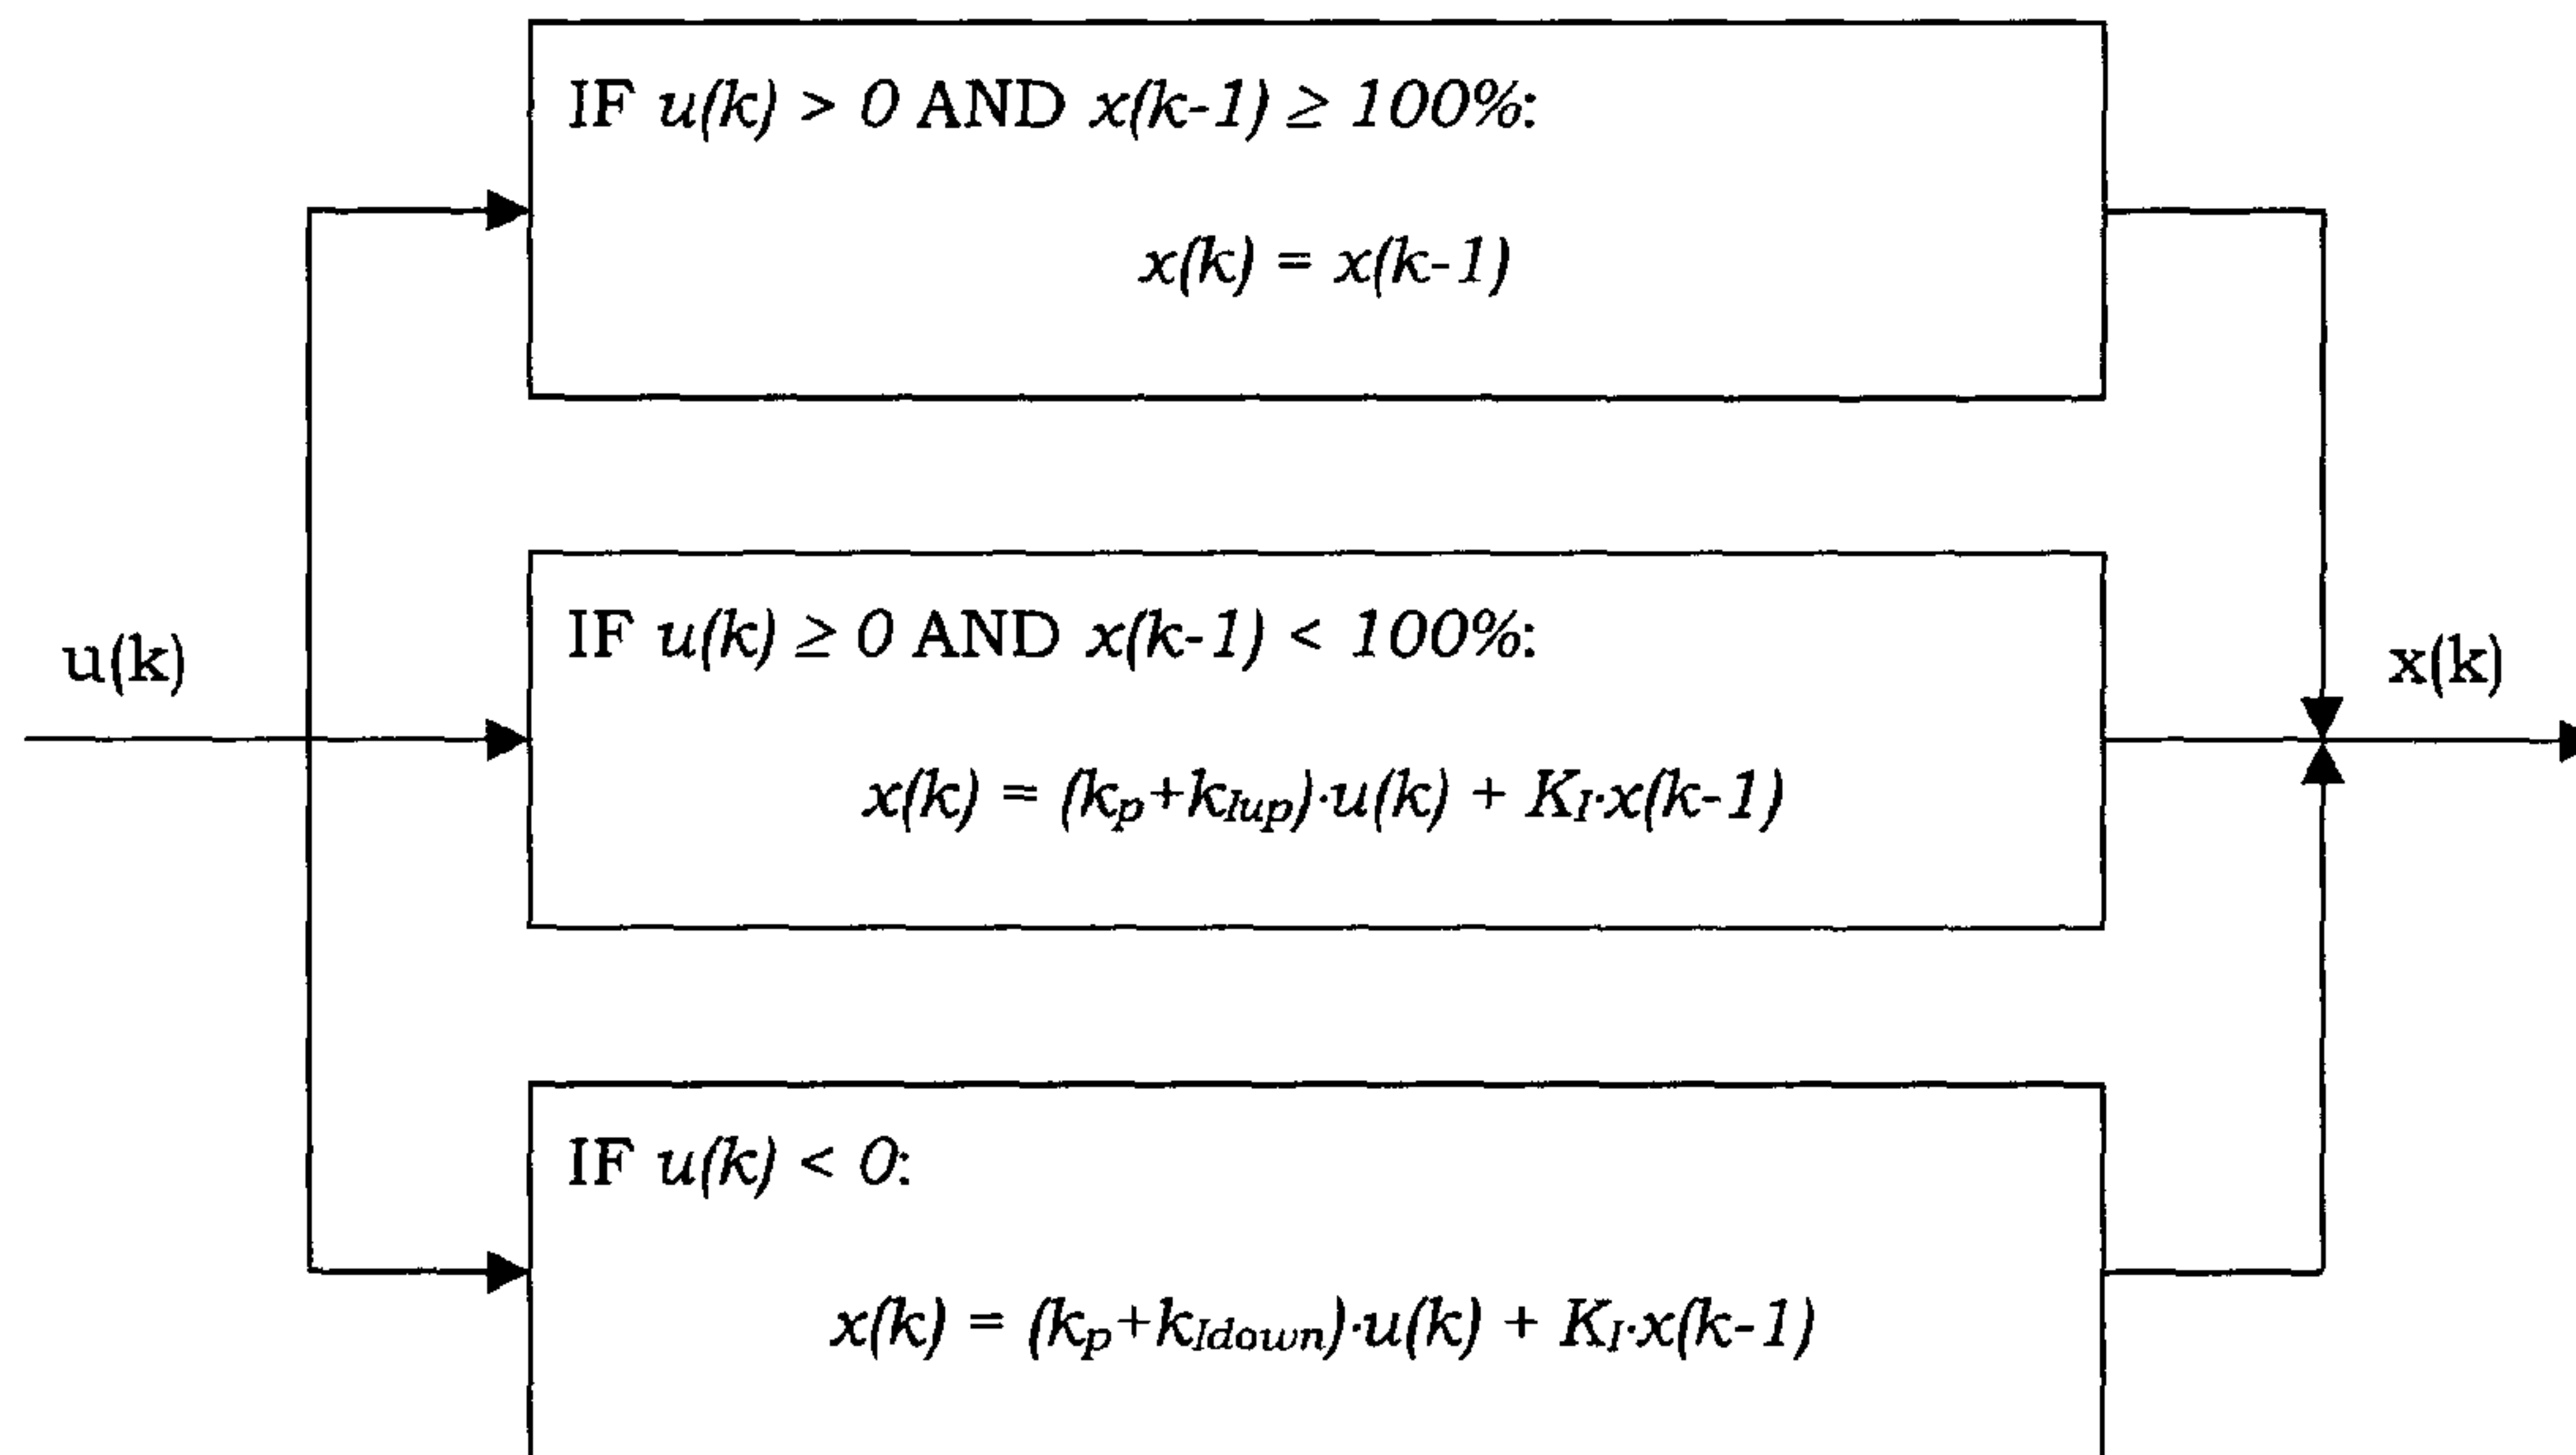 IF u(k) > 0 AND x(k-1) ≥ 100%:
x(k) = x(k-1)
u(k)
IF u(k) ≥ 0 AND x(k-1) < 100%:
x(k) = (kp+kIup)·u(k) + KI·x(k-1)
x(k)
IF u(k) < 0:
x(k) = (kp+kIdown)·u(k) + KI·x(k-1)